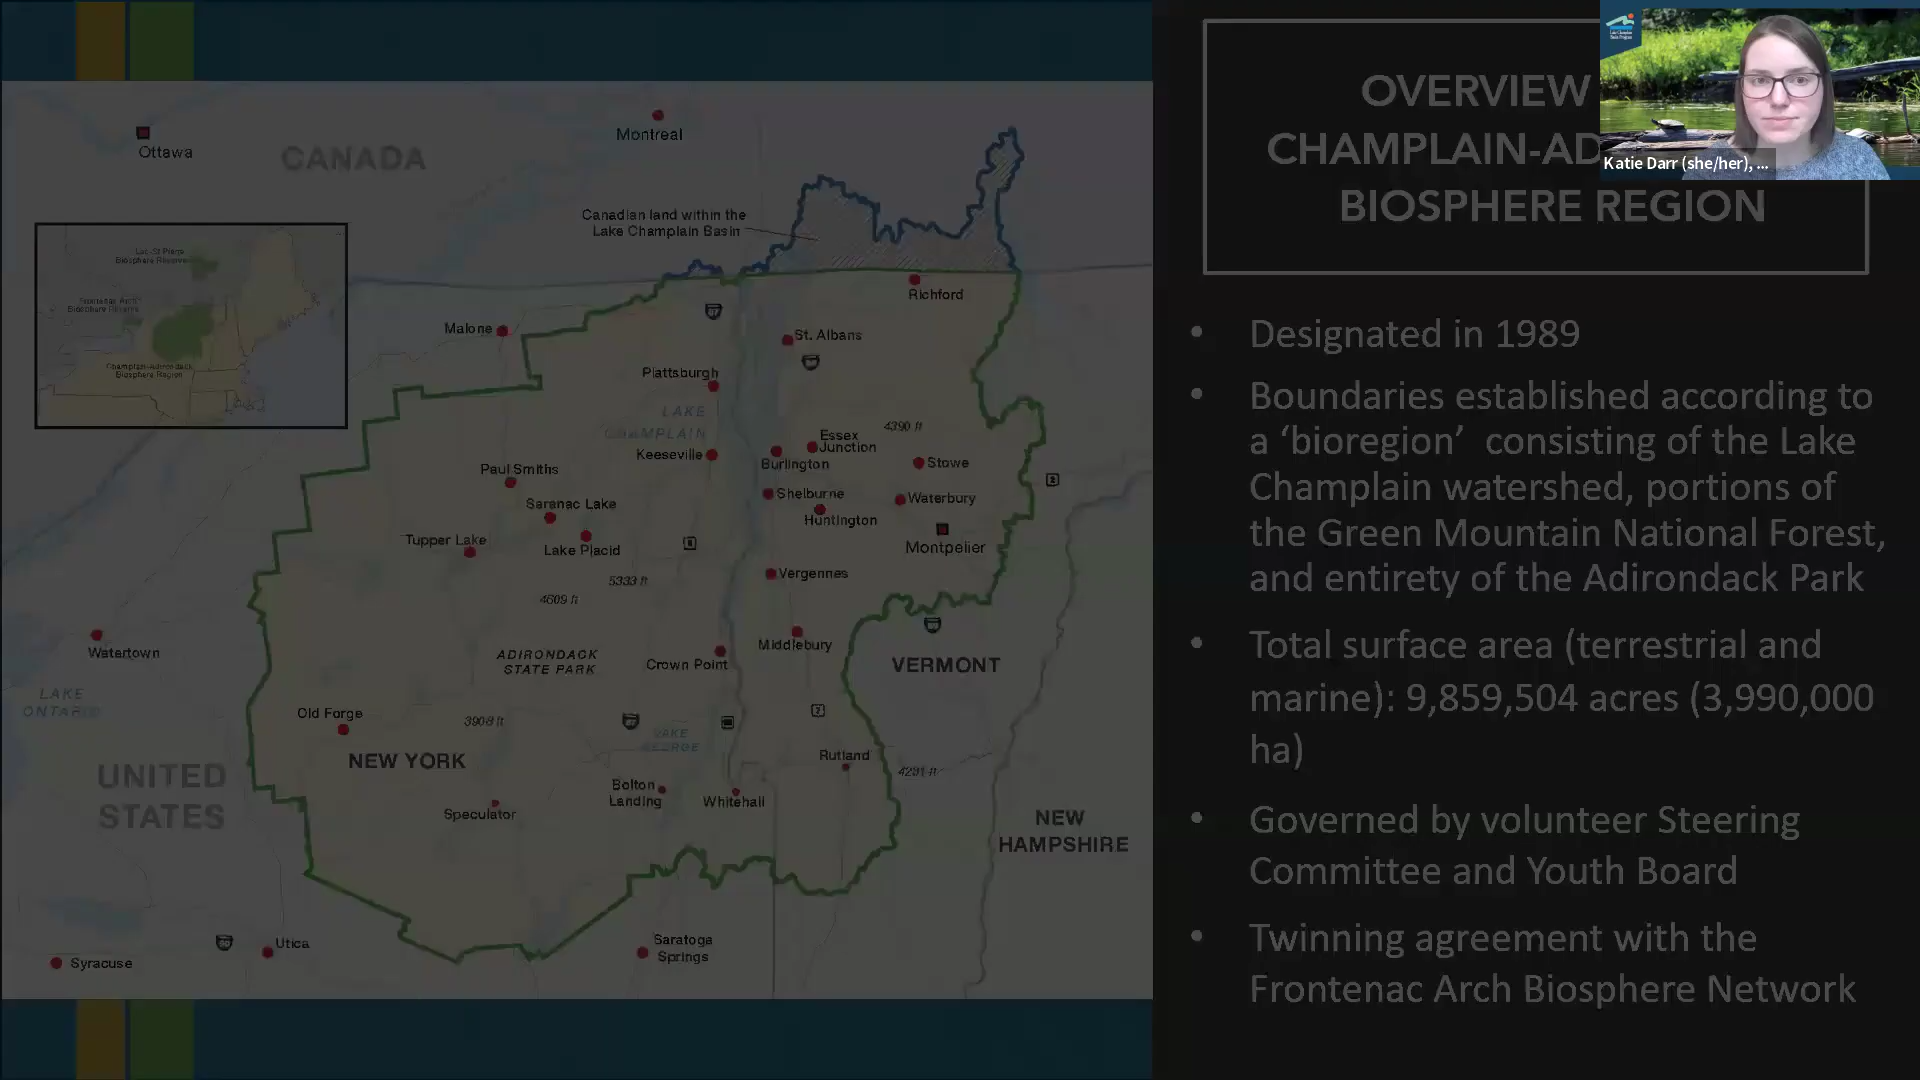 OVERVIEW
CHAMPLAIN-AD
BIOSPHERE REGION
Katie Darr (she/her), ...
• Designated in 1989
• Boundaries established according to
a ‘bioregion’ consisting of the Lake
Champlain watershed, portions of
the Green Mountain National Forest,
and entirety of the Adirondack Park
• Total surface area (terrestrial and
marine): 9,859,504 acres (3,990,000
ha)
• Governed by volunteer Steering
Committee and Youth Board
• Twinning agreement with the
Frontenac Arch Biosphere Network
Ottawa
CANADA
Montreal
Canadian land within the
Lake Champlain Basin
Biosphere Reserve
Champlain-Adirondack
Biosphere Region
Richford
Malone
St. Albans
Plattsburgh
LAKE
CHAMPLAIN
4390 ft
Essex
Junction
Keeseville
Burlington
Stowe
Paul Smiths
Shelburne
Waterbury
Saranac Lake
Huntington
Tupper Lake
Lake Placid
Montpelier
5333 ft
Vergennes
4609 ft
Watertown
Middlebury
ADIRONDACK
STATE PARK
Crown Point
VERMONT
LAKE
ONTARIO
Old Forge
3908 ft
LAKE
GEORGE
NEW YORK
Rutland
UNITED
STATES
4291 ft
Bolton
Landing
Whitehall
Speculator
NEW
HAMPSHIRE
Utica
Saratoga
Springs
Syracuse